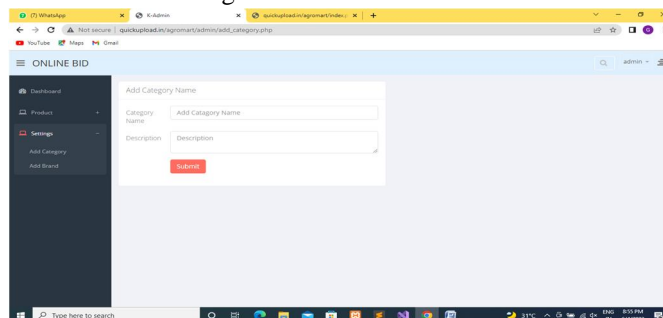 (7) WhatsApp
K-Admin
quickupload.in/agromart/index.p
Not secure | quickupload.in/agromart/admin/add_category.php
YouTube Maps Gmail
ONLINE BID
admin
Dashboard
Product +
Settings -
Add Category
Add Brand
Add Category Name
Category Name
Add Catagory Name
Description
Description
Submit
Type here to search
31°C
ENG
8:55 PM